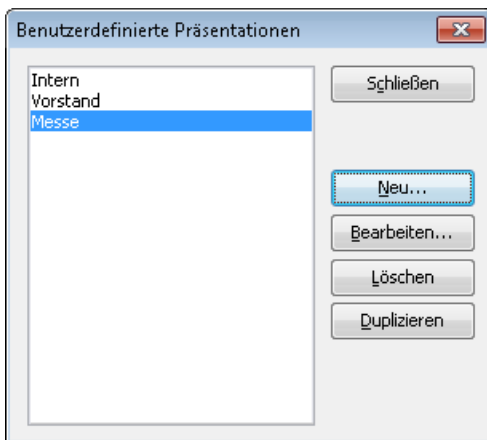 Benutzerdefinierte Präsentationen
Intern
Vorstand
Messe
Schließen
Neu...
Bearbeiten...
Löschen
Duplizieren